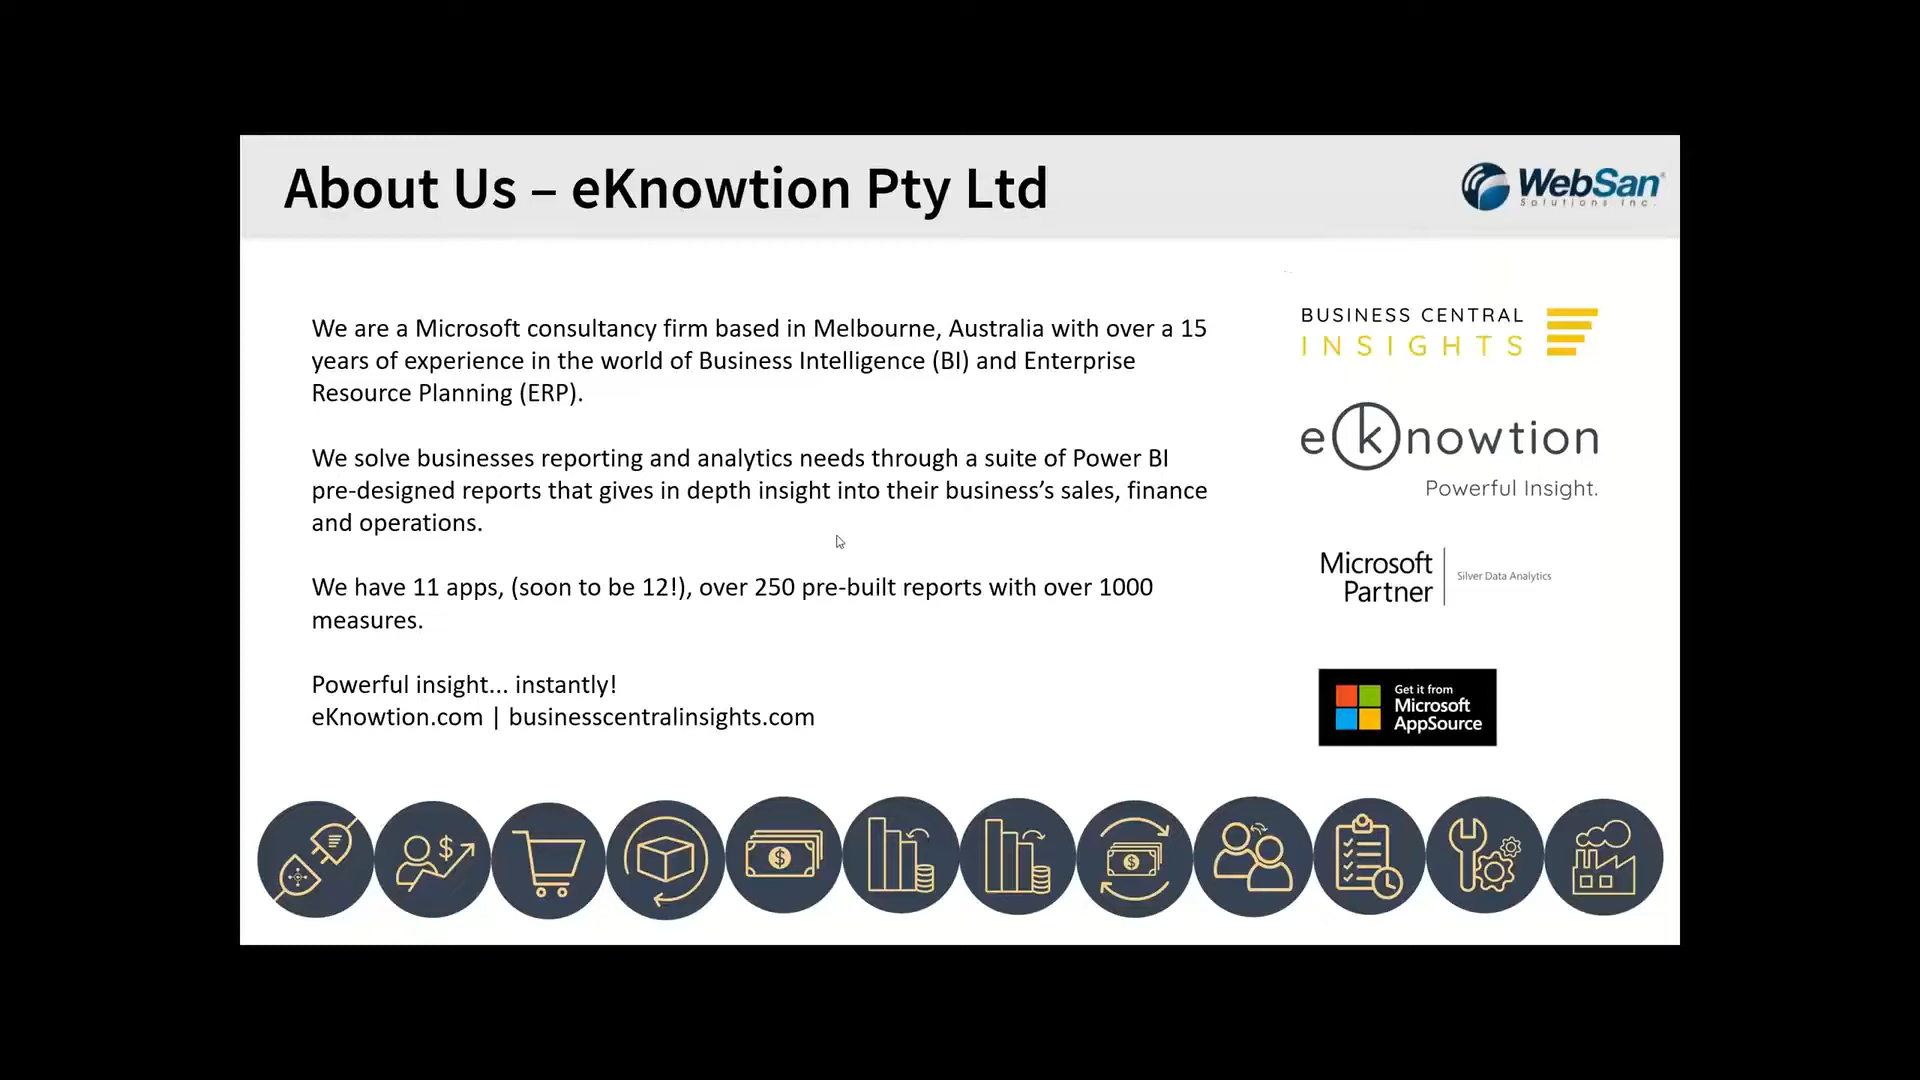 About Us – eKnowtion Pty Ltd
WebSan®
Solutions Inc.
We are a Microsoft consultancy firm based in Melbourne, Australia with over a 15
years of experience in the world of Business Intelligence (BI) and Enterprise
Resource Planning (ERP).
We solve businesses reporting and analytics needs through a suite of Power BI
pre-designed reports that gives in depth insight into their business’s sales, finance
and operations.
We have 11 apps, (soon to be 12!), over 250 pre-built reports with over 1000
measures.
Powerful insight... instantly!
eKnowtion.com | businesscentralinsights.com
BUSINESS CENTRAL
INSIGHTS
eknowtion
Powerful Insight.
Microsoft
Partner
Silver Data Analytics
Get it from
Microsoft
AppSource
$
$
$